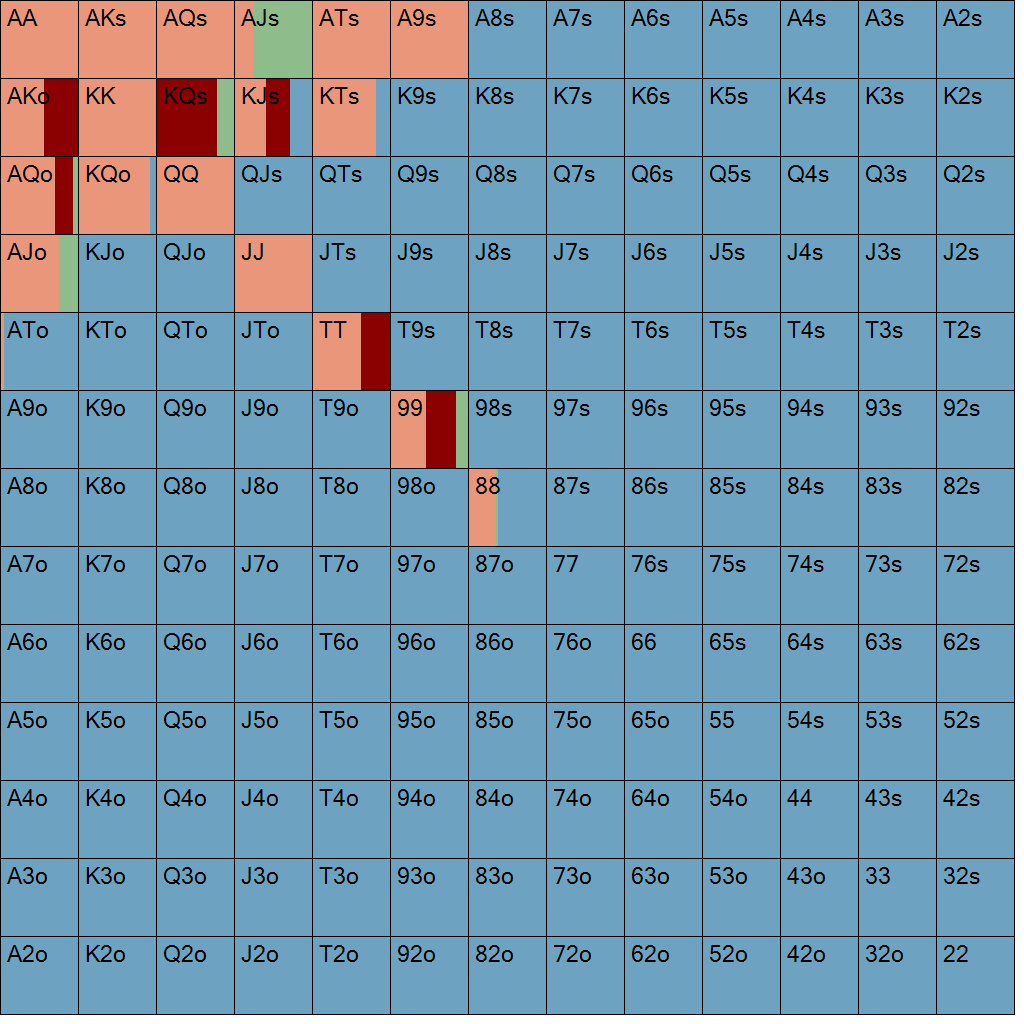 AA AKs AQs AJs ATs A9s A8s A7s A6s A5s A4s A3s A2s
AKo KK KQs KJs KTs K9s K8s K7s K6s K5s K4s K3s K2s
AQo KQo QQ QJs QTs Q9s Q8s Q7s Q6s Q5s Q4s Q3s Q2s
AJo KJo QJo JJ JTs J9s J8s J7s J6s J5s J4s J3s J2s
ATo KTo QTo JTo TT T9s T8s T7s T6s T5s T4s T3s T2s
A9o K9o Q9o J9o T9o 99 98s 97s 96s 95s 94s 93s 92s
A8o K8o Q8o J8o T8o 98o 88 87s 86s 85s 84s 83s 82s
A7o K7o Q7o J7o T7o 97o 87o 77 76s 75s 74s 73s 72s
A6o K6o Q6o J6o T6o 96o 86o 76o 66 65s 64s 63s 62s
A5o K5o Q5o J5o T5o 95o 85o 75o 65o 55 54s 53s 52s
A4o K4o Q4o J4o T4o 94o 84o 74o 64o 54o 44 43s 42s
A3o K3o Q3o J3o T3o 93o 83o 73o 63o 53o 43o 33 32s
A2o K2o Q2o J2o T2o 92o 82o 72o 62o 52o 42o 32o 22